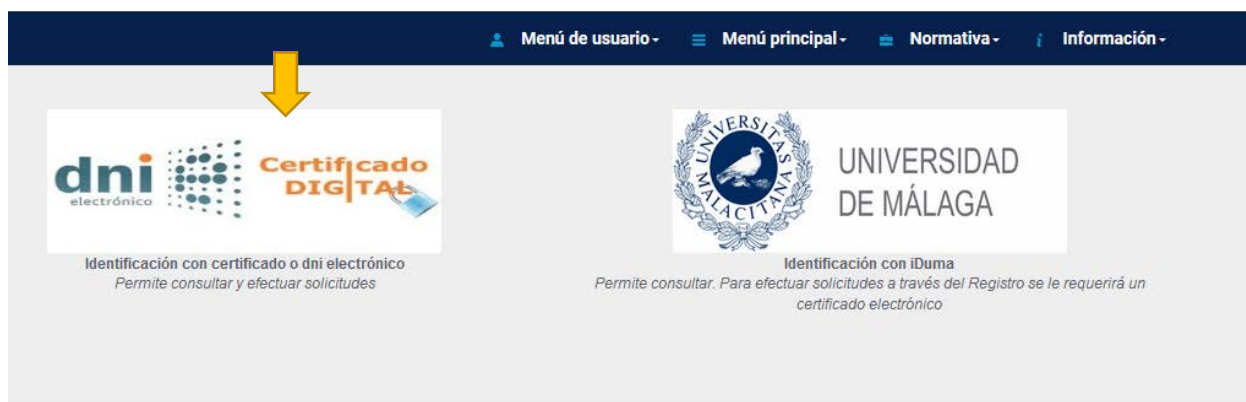 Menú de usuario
Menú principal
Normativa
i Información
dni
electrónico
Certificado
DIGITAL
UNIVERSITAS
MALACITANA
UNIVERSIDAD
DE MÁLAGA
Identificación con certificado o dni electrónico
Permite consultar y efectuar solicitudes
Identificación con iDuma
Permite consultar. Para efectuar solicitudes a través del Registro se le requerirá un
certificado electrónico